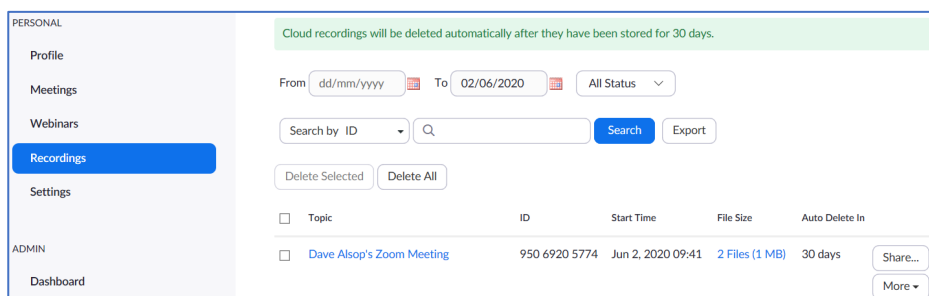 PERSONAL
Profile
Meetings
Webinars
Recordings
Settings
ADMIN
Dashboard
Cloud recordings will be deleted automatically after they have been stored for 30 days.
From dd/mm/yyyy To 02/06/2020 All Status
Search by ID Search Export
Delete Selected Delete All
Topic ID Start Time File Size Auto Delete In
Dave Alsop's Zoom Meeting 950 6920 5774 Jun 2, 2020 09:41 2 Files (1 MB) 30 days Share...
More